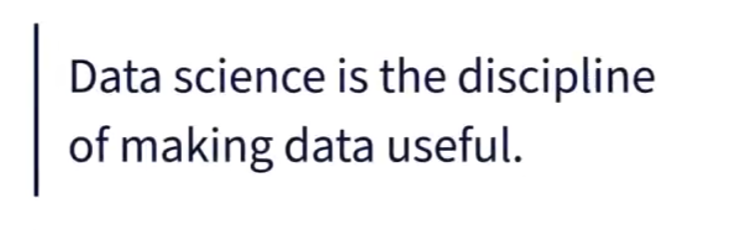 Data science is the discipline
of making data useful.